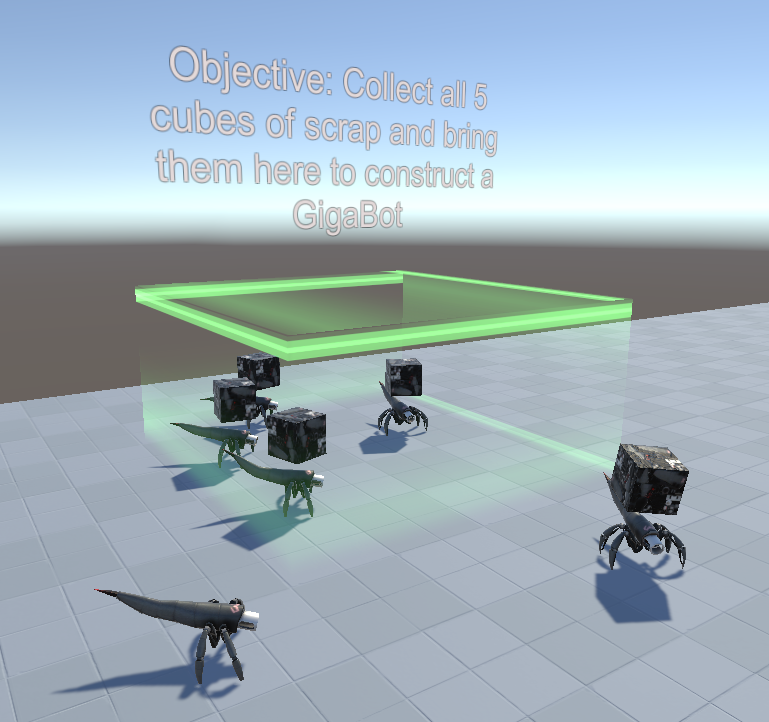 Objective: Collect all 5
cubes of scrap and bring
them here to construct a
GigaBot